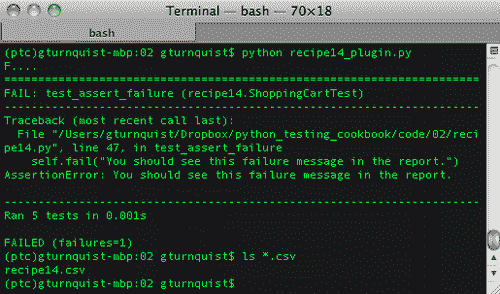 Terminal — bash — 70×18
bash
(ptc)gturnquist-mbp:02 gturnquist$ python recipe14_plugin.py
F....
======================================================================
FAIL: test_assert_failure (recipe14.ShoppingCartTest)
----------------------------------------------------------------------
Traceback (most recent call last):
  File "/Users/gturnquist/Dropbox/python_testing_cookbook/code/02/reci
pe14.py", line 47, in test_assert_failure
    self.fail("You should see this failure message in the report.")
AssertionError: You should see this failure message in the report.
----------------------------------------------------------------------
Ran 5 tests in 0.001s
FAILED (failures=1)
(ptc)gturnquist-mbp:02 gturnquist$ ls *.csv
recipe14.csv
(ptc)gturnquist-mbp:02 gturnquist$